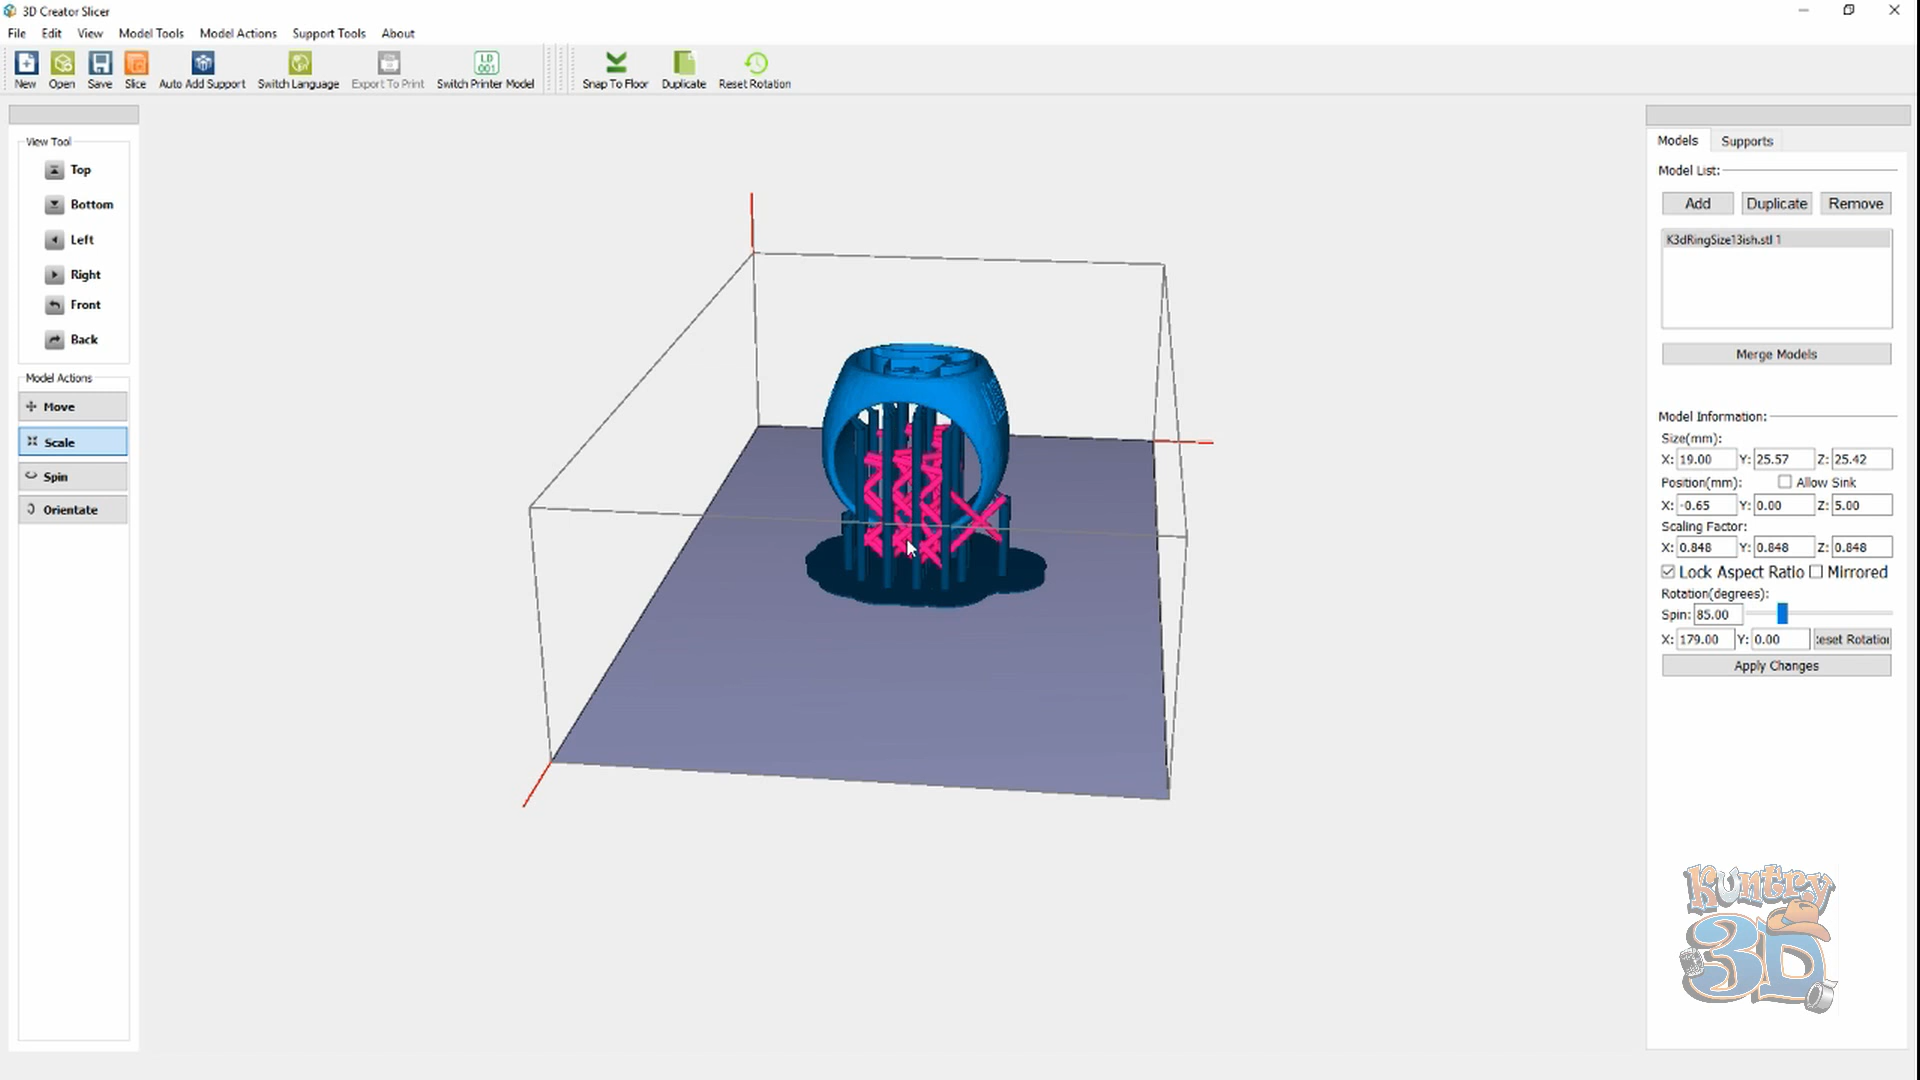 3D Creator Slicer
File Edit View Model Tools Model Actions Support Tools About
LD
001
New Open Save Slice Auto Add Support Switch Language Export To Print Switch Printer Model Snap To Floor Duplicate Reset Rotation
View Tool
Top
Bottom
Left
Right
Front
Back
Model Actions
Move
Scale
Spin
Orientate
Models Supports
Model List:
Add Duplicate Remove
K3dRingSize13ish.stl 1
Merge Models
Model Information:
Size(mm):
X: 19.00 Y: 25.57 Z: 25.42
Position(mm): Allow Sink
X: -0.65 Y: 0.00 Z: 5.00
Scaling Factor:
X: 0.848 Y: 0.848 Z: 0.848
Lock Aspect Ratio Mirrored
Rotation(degrees):
Spin: 85.00
X: 179.00 Y: 0.00 eset Rotatio
Apply Changes
Kuntry
3D